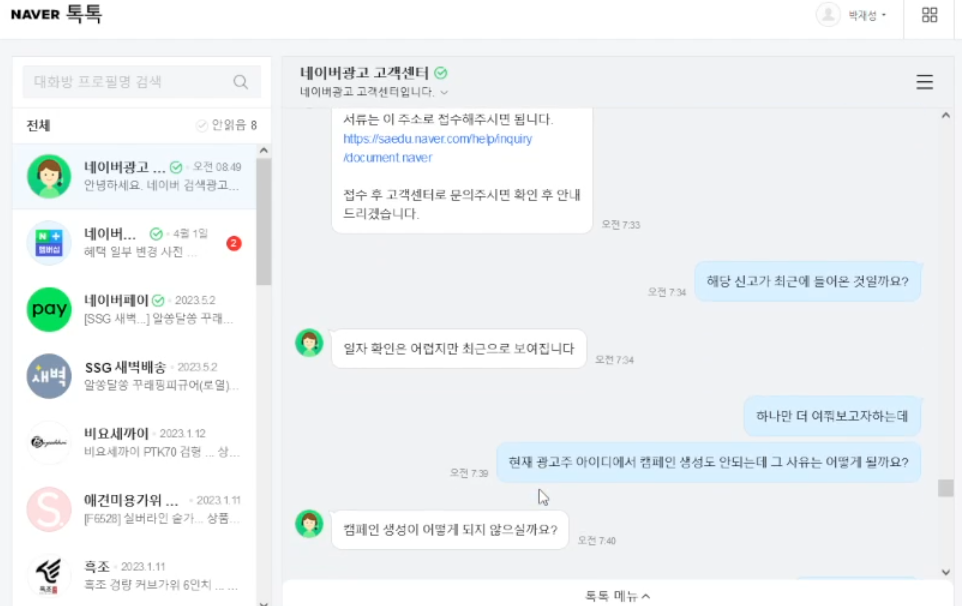 NAVER 톡톡
박재성
대화방 프로필명 검색
전체
안읽음 8
네이버광고 ... 오전 08:49
안녕하세요. 네이버 검색광고...
네이버... 4월 1일
혜택 일부 변경 사전 ...
2
멤버십
네이버페이 2023.5.2
[SSG 새벽...] 알쏭달쏭 꾸래...
pay
SSG 새벽배송 2023.5.2
알쏭달쏭 꾸래핑피규어(로열)...
새벽
비요세까이 2023.1.12
비요세까이 PTK70 검형 ... 상...
애견미용가위 ... 2023.1.11
[F6528] 실버라인 숱가... 상품...
S
흑조 2023.1.11
흑조 경량 커브가위 6인치 ... ...
흑조
네이버광고 고객센터
네이버광고 고객센터입니다.
서류는 이 주소로 접수해주시면 됩니다.
https://saedu.naver.com/help/inquiry
/document.naver
접수 후 고객센터로 문의주시면 확인 후 안내
드리겠습니다.
오전 7:33
해당 신고가 최근에 들어온 것일까요?
오전 7:34
일자 확인은 어렵지만 최근으로 보여집니다
오전 7:34
하나만 더 여쭤보고자하는데
현재 광고주 아이디에서 캠페인 생성도 안되는데 그 사유는 어떻게 될까요?
오전 7:39
캠페인 생성이 어떻게 되지 않으실까요?
오전 7:40
톡톡 메뉴